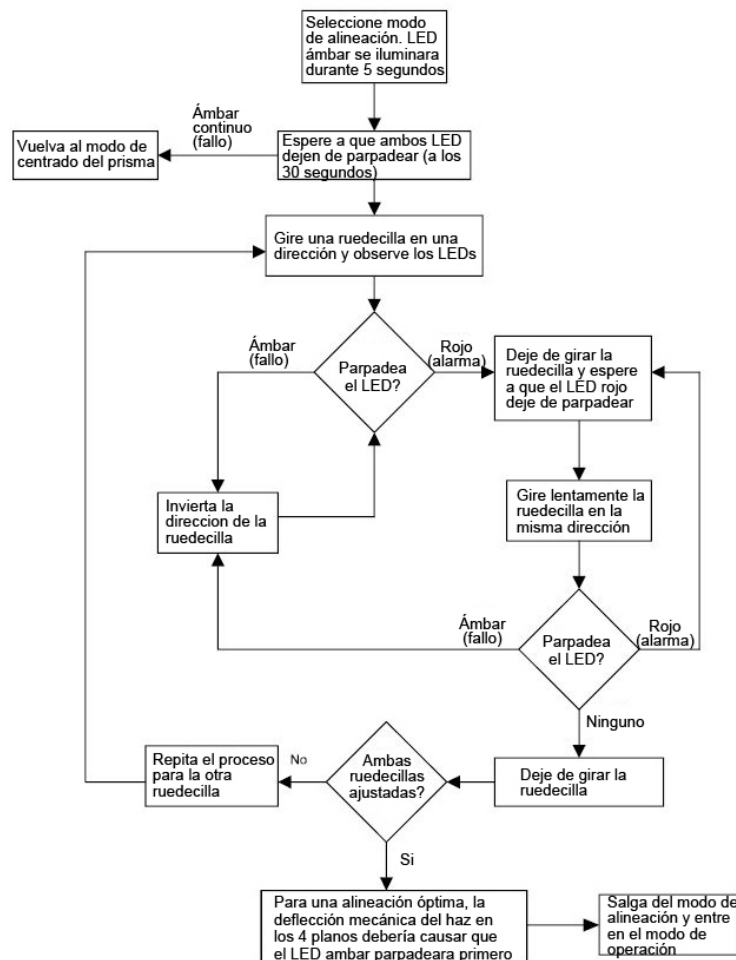 Seleccione modo
de alineación. LED
ámbar se iluminara
durante 5 segundos
Ámbar
continuo
(fallo)
Vuelva al modo de
centrado del prisma
Espere a que ambos LED
dejen de parpadear (a los
30 segundos)
Gire una ruedecilla en una
dirección y observe los LEDs
Ámbar
(fallo)
Parpadea
el LED?
Rojo
(alarma)
Deje de girar la
ruedecilla y espere
a que el LED rojo
deje de parpadear
Invierta la
direccion de la
ruedecilla
Gire lentamente la
ruedecilla en la
misma dirección
Ámbar
(fallo)
Parpadea
el LED?
Rojo
(alarma)
Ninguno
Repita el proceso
para la otra
ruedecilla
No
Ambas
ruedecillas
ajustadas?
Deje de girar la
ruedecilla
Si
Para una alineación óptima, la
deflección mecánica del haz en
los 4 planos debería causar que
el LED ambar parpadeara primero
Salga del modo de
alineación y entre
en el modo de
operación